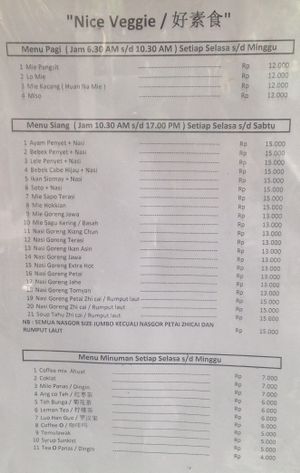 "Nice Veggie / 好素食"
Menu Pagi ( Jam 6.30 AM s/d 10.30 AM ) Setiap Selasa s/d Minggu
1 Mie Pangsit Rp 12.000
2 Lo Mie Rp 12.000
3 Mie Kacang ( Huan Na Mie ) Rp 12.000
4 Miso Rp 12.000
Menu Siang ( Jam 10.30 AM s/d 17.00 PM ) Setiap Selasa s/d Sabtu
1 Ayam Penyet + Nasi Rp 15.000
2 Bebek Penyet + Nasi Rp 15.000
3 Lele Penyet + Nasi Rp 15.000
4 Bebek Cabe Hijau + Nasi Rp 15.000
5 Ikan Siomay + Nasi Rp 15.000
6 Soto + Nasi Rp 15.000
7 Mie Sapo Terasi Rp 15.000
8 Mie Hokkian Rp 15.000
9 Mie Goreng Jawa Rp 13.000
10 Mie Sagu Kering / Basah Rp 13.000
11 Nasi Goreng Xiang Chun Rp 13.000
12 Nasi Goreng Terasi Rp 13.000
13 Nasi Goreng Ikan Asin Rp 13.000
14 Nasi Goreng Jawa Rp 13.000
15 Nasi Goreng Extra Hot Rp 13.000
16 Nasi Goreng Petai Rp 13.000
17 Nasi Goreng Jahe Rp 13.000
18 Nasi Goreng Tomyam Rp 13.000
19 Nasi Goreng Petai Zhi cai / Rumput laut Rp 15.000
20 Nasi Goreng Zhi cai / Rumput laut Rp 15.000
21 Soup Tahu Zhi cai / Rumput laut Rp 15.000
NB : SEMUA NASGOR SIZE JUMBO KECUALI NASGOR PETAI ZHICAI DAN
RUMPUT LAUT Rp 15.000
Menu Minuman Setiap Selasa s/d Minggu
1 Coffee mix Rp 7.000
2 Coklat Rp 7.000
3 Milo Panas / Dingin Rp 7.000
4 Ang co Teh / 红枣茶 Rp 6.000
5 Teh Bunga / 菊花茶 Rp 6.000
6 Lemon Tea / 柠檬茶 Rp 6.000
7 Luo Han Guo / 罗汉果 Rp 6.000
8 Coffee O / 咖啡乌 Rp 5.000
9 Temulawak Rp 5.000
10 Syrup Sunkist Rp 5.000
11 Tea O Panas / Dingin Rp 4.000